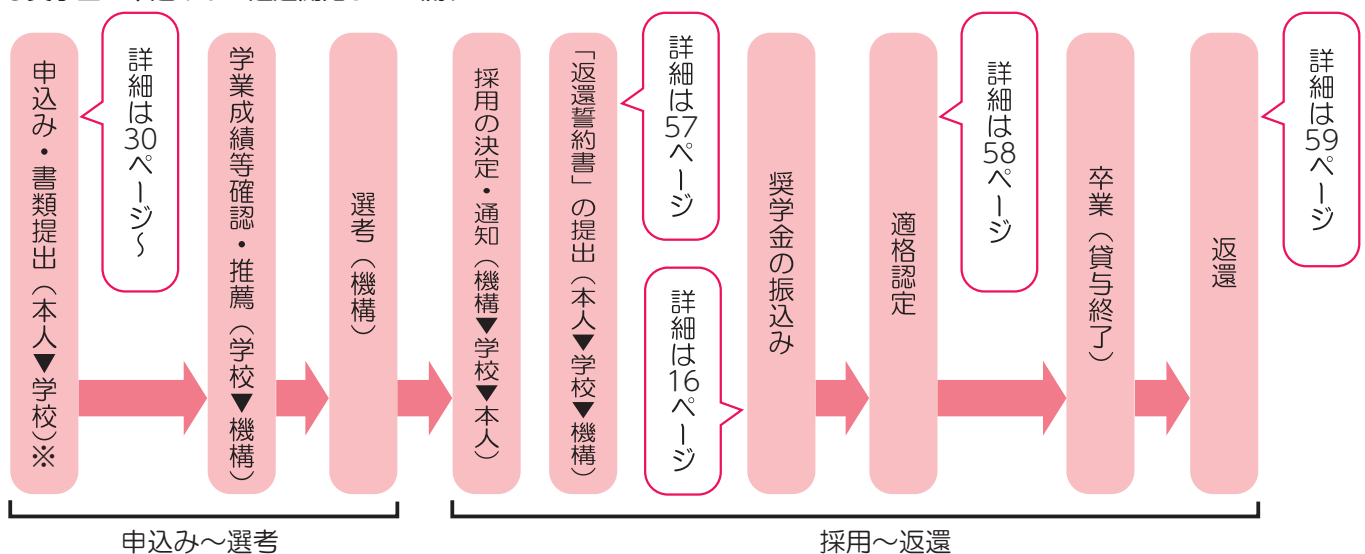 申込み・書類提出（本人▼学校）※
詳細は30ページ～
学業成績等確認・推薦（学校▼機構）
選考（機構）
採用の決定・通知（機構▼学校▼本人）
「返還誓約書」の提出（本人▼学校▼機構）
詳細は57ページ
詳細は16ページ
奨学金の振込み
適格認定
詳細は58ページ
卒業（貸与終了）
返還
詳細は59ページ
申込み～選考
採用～返還